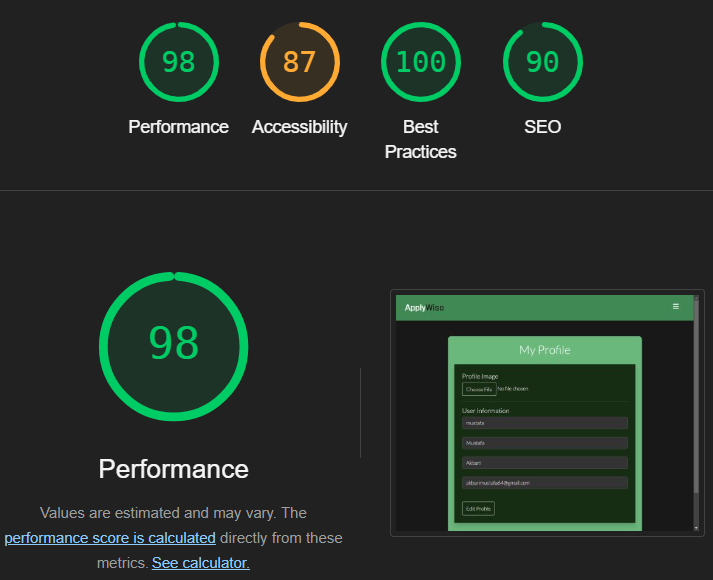 98
87
100
90
Performance
Accessibility
Best
Practices
SEO
98
Performance
Values are estimated and may vary. The
performance score is calculated directly from these
metrics. See calculator.
ApplyWise
My Profile
Profile Image
Choose File No file chosen
User Information
mustafa
Mustafa
Akbari
akbarimustafa64@gmail.com
Edit Profile